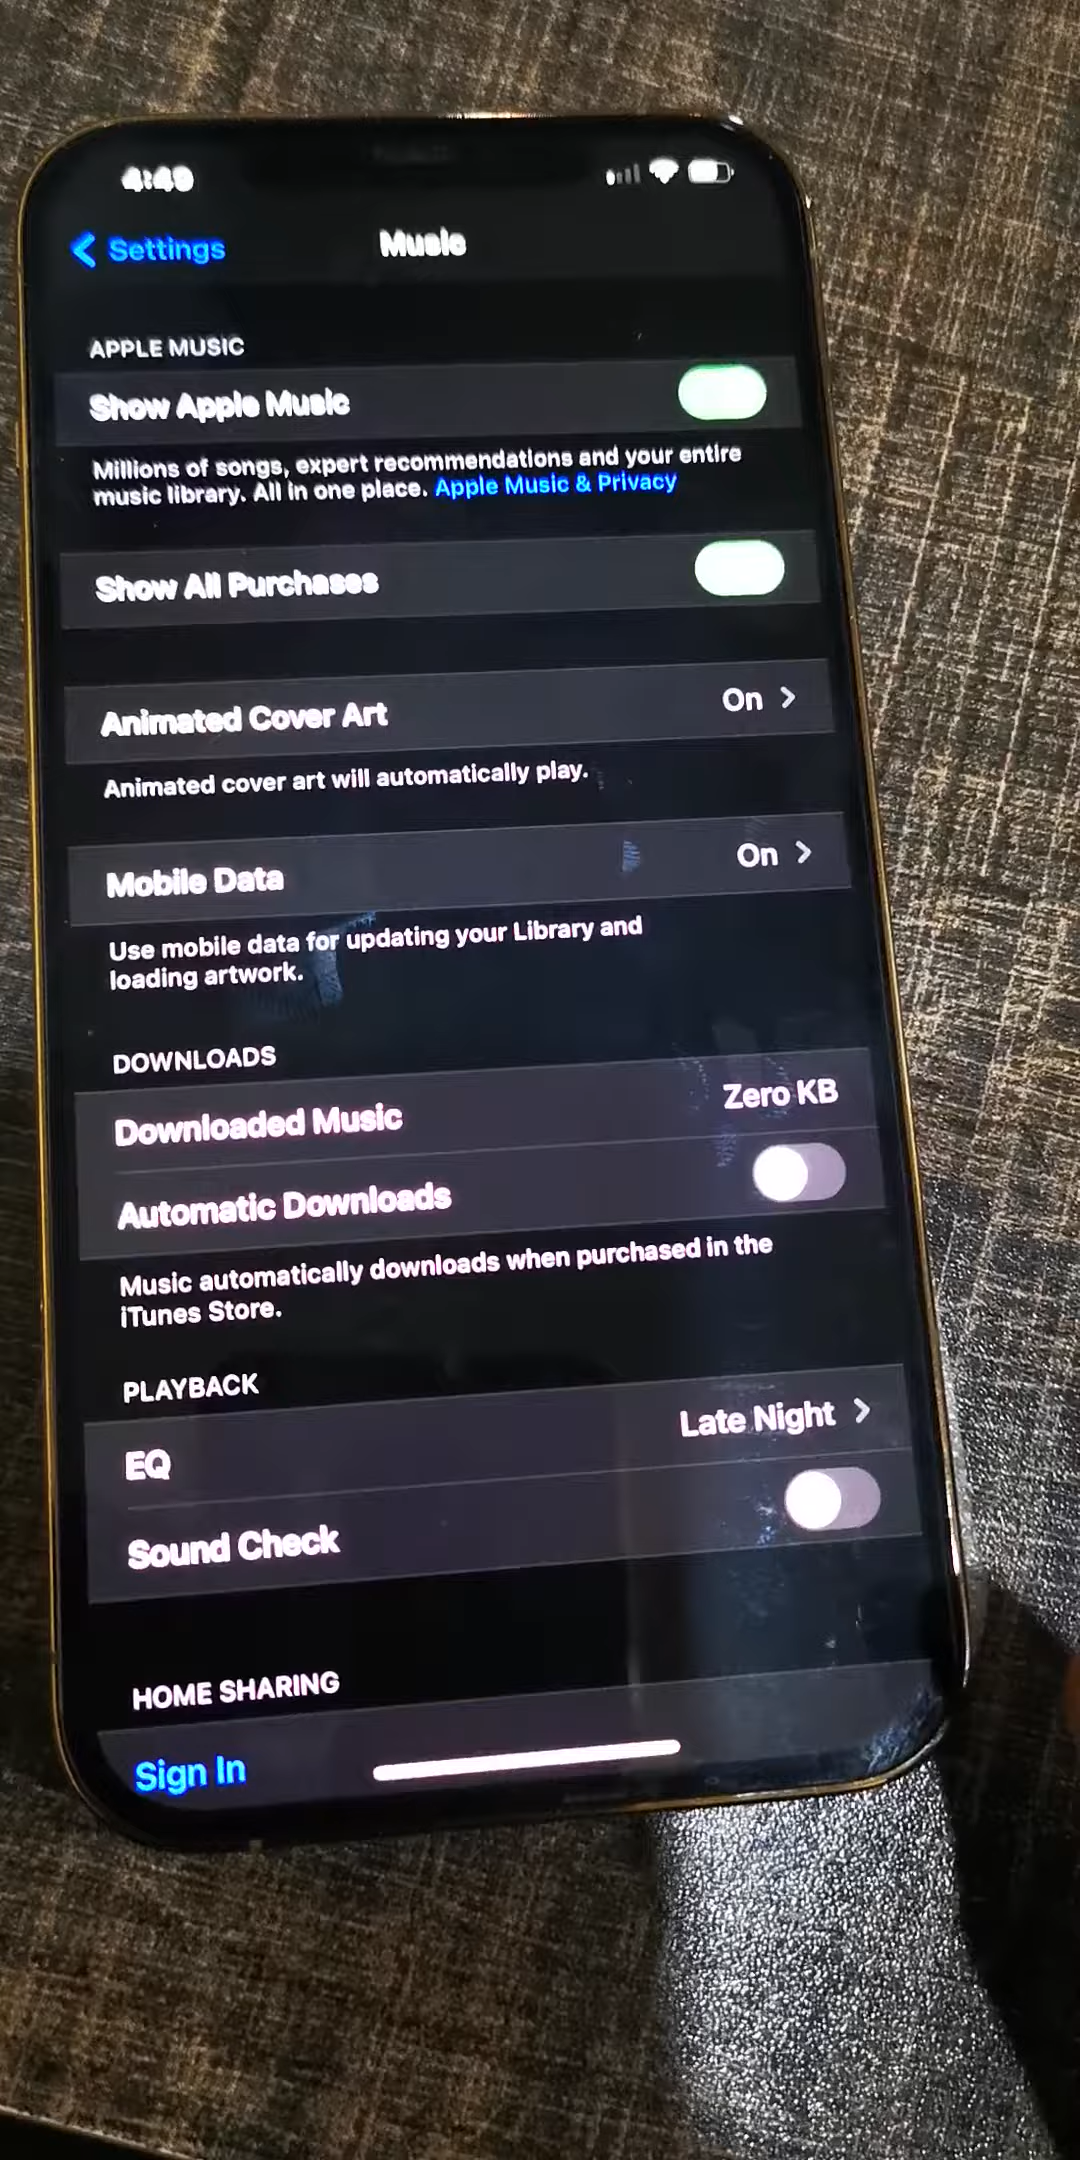 4:49
Settings
Music
APPLE MUSIC
Show Apple Music
Millions of songs, expert recommendations and your entire
music library. All in one place. Apple Music & Privacy
Show All Purchases
Animated Cover Art On
Animated cover art will automatically play.
Mobile Data On
Use mobile data for updating your Library and
loading artwork.
DOWNLOADS
Downloaded Music Zero KB
Automatic Downloads
Music automatically downloads when purchased in the
iTunes Store.
PLAYBACK
EQ Late Night
Sound Check
HOME SHARING
Sign In